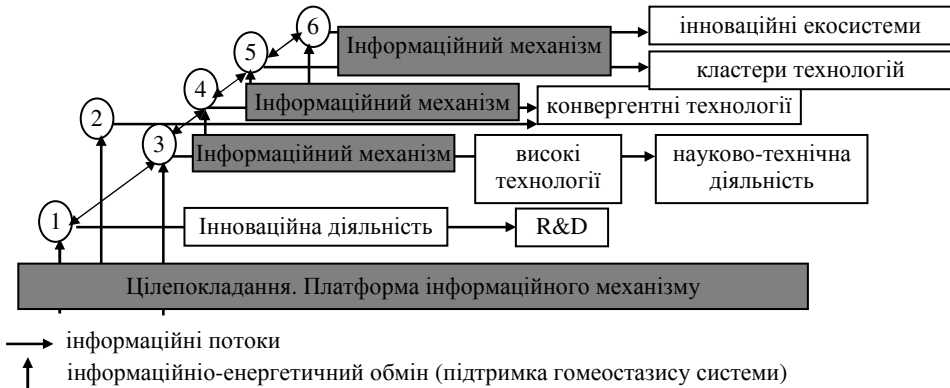 6
інноваційні екосистеми
5
Інформаційний механізм
кластери технологій
4
Інформаційний механізм
конвергентні технології
2
3
Інформаційний механізм
високі
технології
науково-технічна
діяльність
1
Інноваційна діяльність
R&D
Цілепокладання. Платформа інформаційного механізму
інформаційні потоки
інформаційніо-енергетичний обмін (підтримка гомеостазису системи)